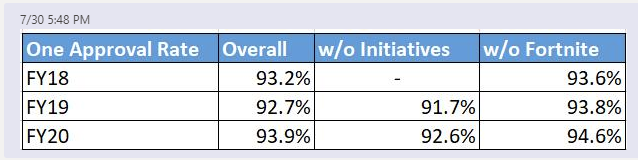 7/30 5:48 PM
One Approval Rate Overall w/o Initiatives w/o Fortnite
FY18 93.2% - 93.6%
FY19 92.7% 91.7% 93.8%
FY20 93.9% 92.6% 94.6%